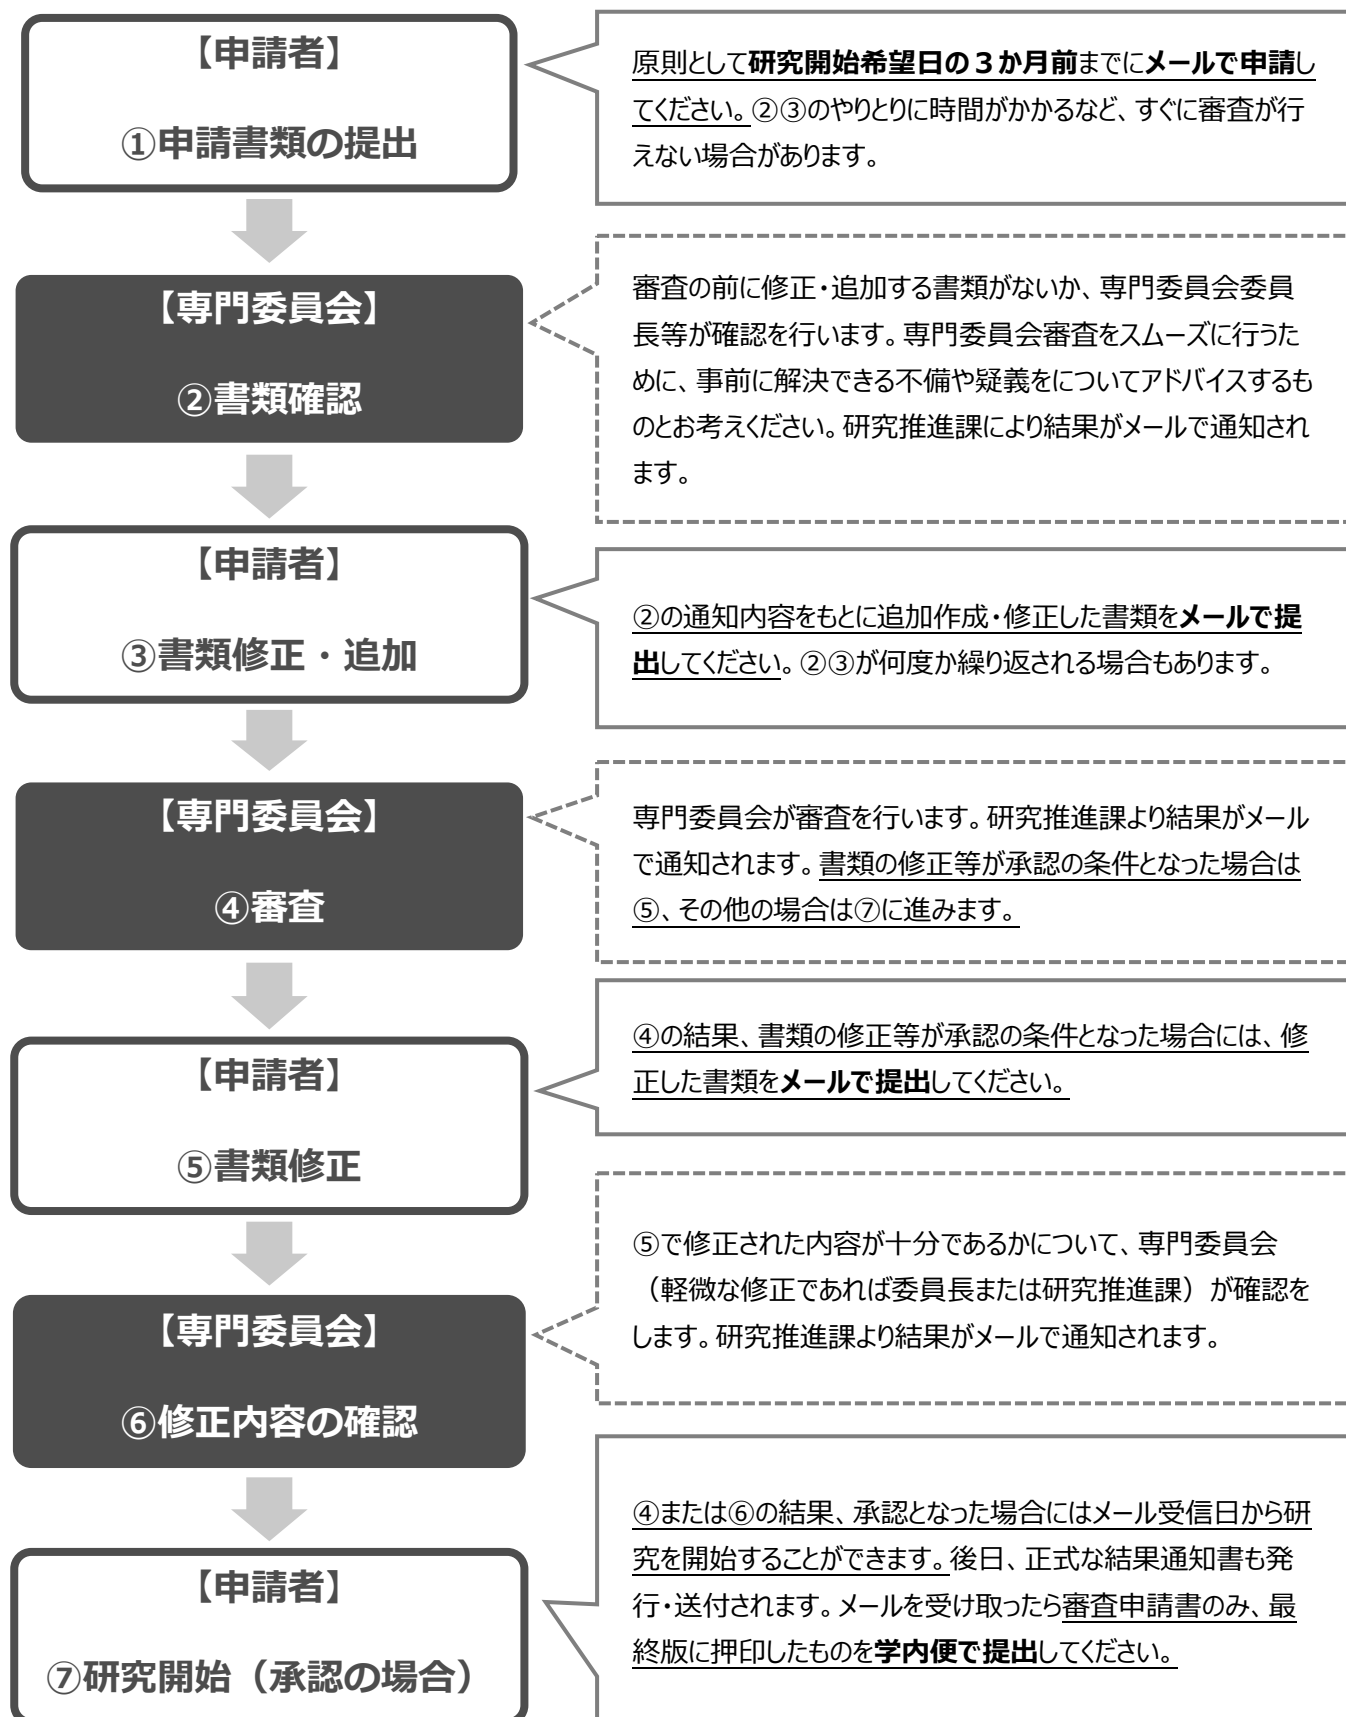 【申請者】
①申請書類の提出
原則として研究開始希望日の３か月前までにメールで申請し
てください。②③のやりとりに時間がかかるなど、すぐに審査が行
えない場合があります。
【専門委員会】
②書類確認
審査の前に修正・追加する書類がないか、専門委員会委員
長等が確認を行います。専門委員会審査をスムーズに行うた
めに、事前に解決できる不備や疑義をについてアドバイスするも
のとお考えください。研究推進課により結果がメールで通知され
ます。
【申請者】
③書類修正・追加
②の通知内容をもとに追加作成・修正した書類をメールで提
出してください。②③が何度か繰り返される場合もあります。
【専門委員会】
④審査
専門委員会が審査を行います。研究推進課より結果がメール
で通知されます。書類の修正等が承認の条件となった場合は
⑤、その他の場合は⑦に進みます。
【申請者】
⑤書類修正
④の結果、書類の修正等が承認の条件となった場合には、修
正した書類をメールで提出してください。
【専門委員会】
⑥修正内容の確認
⑤で修正された内容が十分であるかについて、専門委員会
（軽微な修正であれば委員長または研究推進課）が確認を
します。研究推進課より結果がメールで通知されます。
【申請者】
⑦研究開始（承認の場合）
④または⑥の結果、承認となった場合にはメール受信日から研
究を開始することができます。後日、正式な結果通知書も発
行・送付されます。メールを受け取ったら審査申請書のみ、最
終版に押印したものを学内便で提出してください。